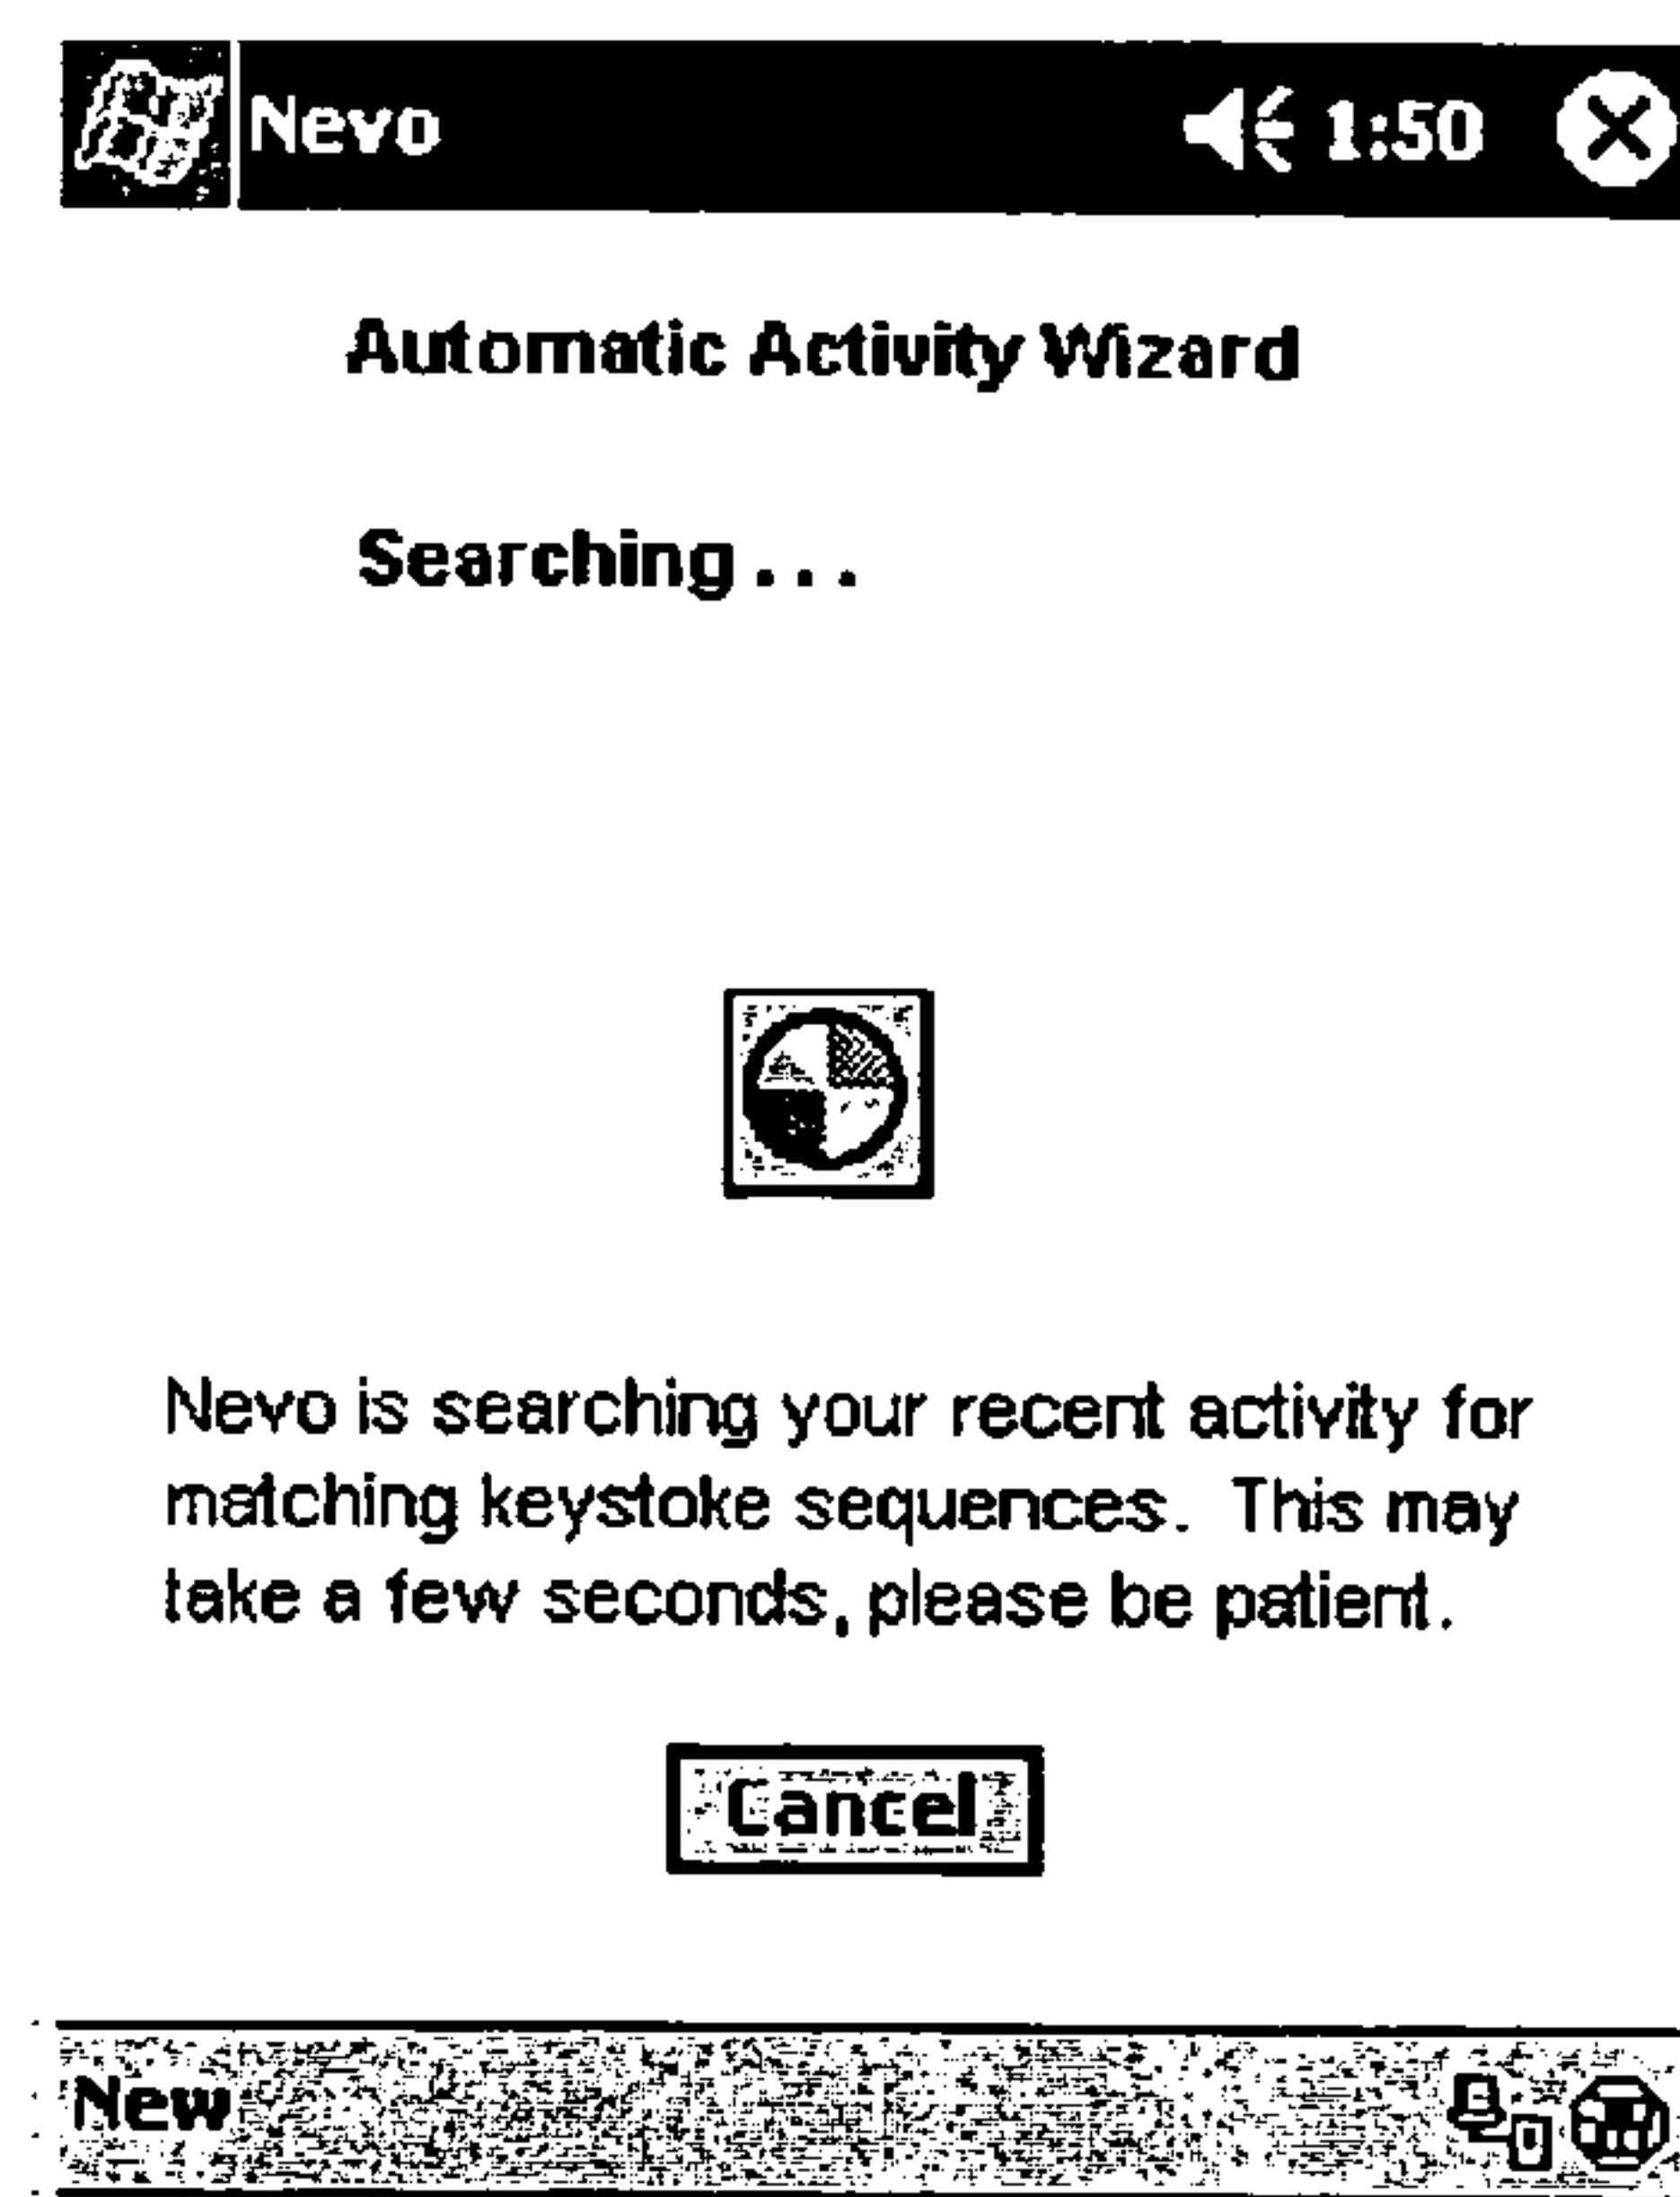 Nevo 1:50
Automatic Activity Wizard
Searching...
Nevo is searching your recent activity for
matching keystoke sequences. This may
take a few seconds, please be patient.
Cancel
New